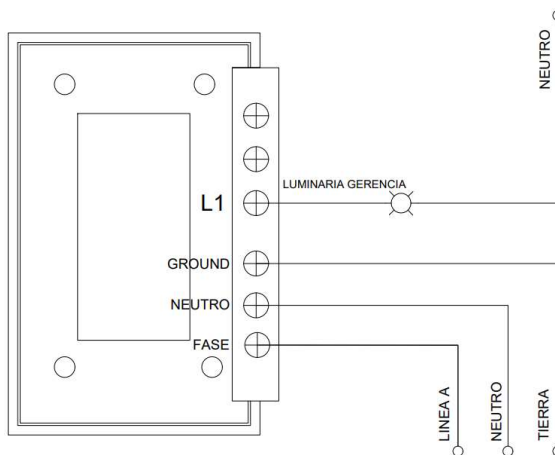 NEUTRO
LUMINARIA GERENCIA
L1
GROUND
NEUTRO
FASE
LINEA A
NEUTRO
TIERRA